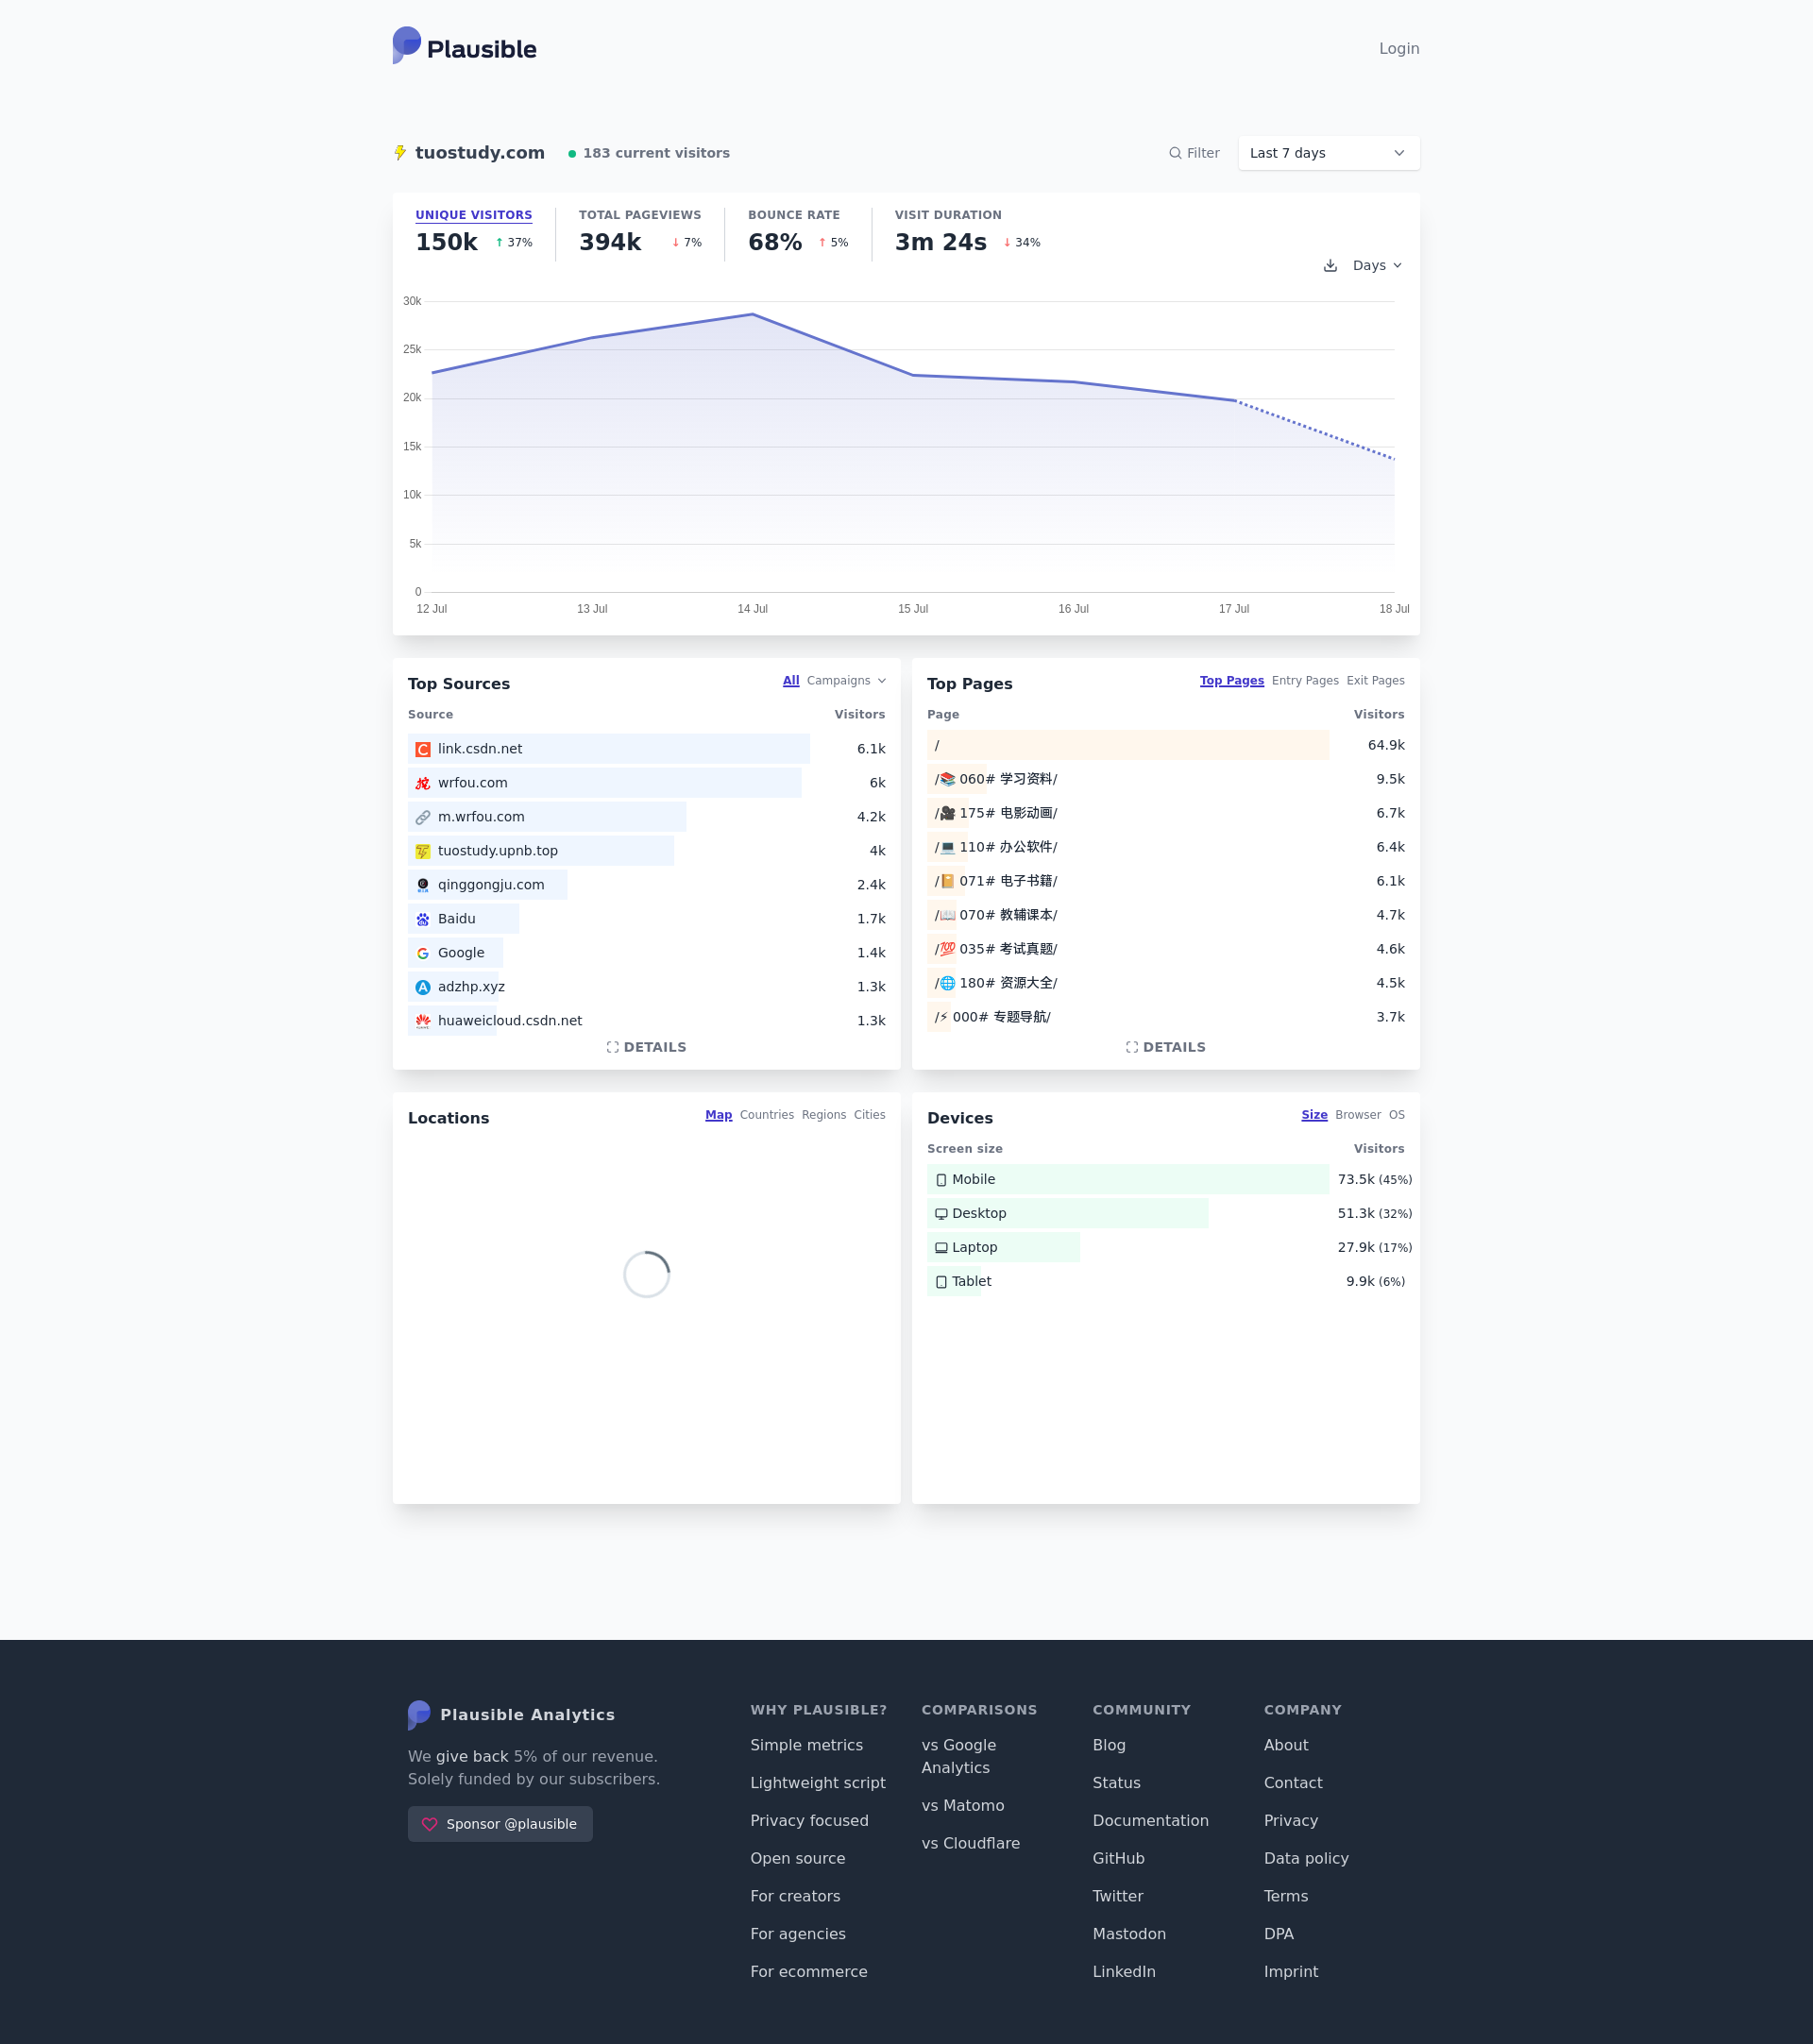 Plausible
Login
tuostudy.com
183 current visitors
Filter
Last 7 days
UNIQUE VISITORS
150k ↑ 37%
TOTAL PAGEVIEWS
394k ↓ 7%
BOUNCE RATE
68% ↑ 5%
VISIT DURATION
3m 24s ↓ 34%
Days
30k
25k
20k
15k
10k
5k
0
12 Jul 13 Jul 14 Jul 15 Jul 16 Jul 17 Jul 18 Jul
Top Sources
All Campaigns
Source Visitors
link.csdn.net 6.1k
wrfou.com 6k
m.wrfou.com 4.2k
tuostudy.upnb.top 4k
qinggongju.com 2.4k
Baidu 1.7k
Google 1.4k
adzhp.xyz 1.3k
huaweicloud.csdn.net 1.3k
DETAILS
Top Pages
Top Pages Entry Pages Exit Pages
Page Visitors
/ 64.9k
/📚 060# 学习资料/ 9.5k
/🎥 175# 电影动画/ 6.7k
/💻 110# 办公软件/ 6.4k
/📔 071# 电子书籍/ 6.1k
/📖 070# 教辅课本/ 4.7k
/💯 035# 考试真题/ 4.6k
/🌐 180# 资源大全/ 4.5k
/⚡ 000# 专题导航/ 3.7k
DETAILS
Locations
Map Countries Regions Cities
Devices
Size Browser OS
Screen size Visitors
Mobile 73.5k (45%)
Desktop 51.3k (32%)
Laptop 27.9k (17%)
Tablet 9.9k (6%)
Plausible Analytics
We give back 5% of our revenue.
Solely funded by our subscribers.
Sponsor @plausible
WHY PLAUSIBLE?
Simple metrics
Lightweight script
Privacy focused
Open source
For creators
For agencies
For ecommerce
COMPARISONS
vs Google
Analytics
vs Matomo
vs Cloudflare
COMMUNITY
Blog
Status
Documentation
GitHub
Twitter
Mastodon
LinkedIn
COMPANY
About
Contact
Privacy
Data policy
Terms
DPA
Imprint